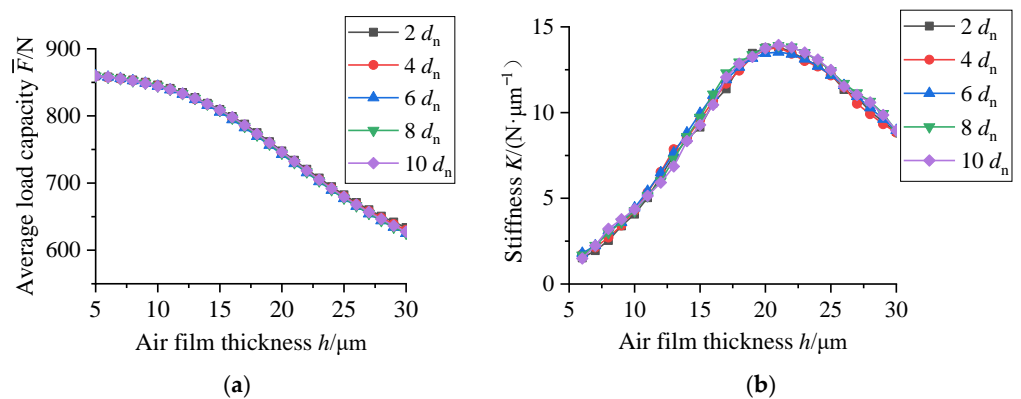 Average load capacity F̅/N
900
800
700
600
5 10 15 20 25 30
Air film thickness h/μm
2 dₙ
4 dₙ
6 dₙ
8 dₙ
10 dₙ
(a)
Stiffness K/(N·μm⁻¹)
15
10
5
0
5 10 15 20 25 30
Air film thickness h/μm
2 dₙ
4 dₙ
6 dₙ
8 dₙ
10 dₙ
(b)